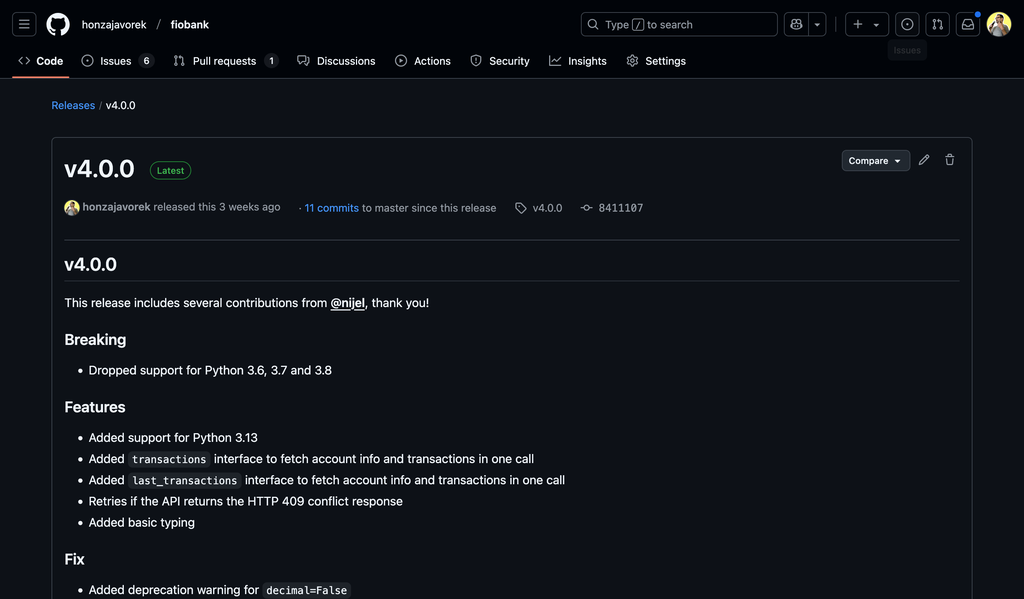 honzajavorek / fiobank
Type / to search
Issues
Code Issues 6 Pull requests 1 Discussions Actions Security Insights Settings
Releases / v4.0.0
v4.0.0 Latest
Compare
honzajavorek released this 3 weeks ago · 11 commits to master since this release v4.0.0 8411107
v4.0.0
This release includes several contributions from @nijel, thank you!
Breaking
• Dropped support for Python 3.6, 3.7 and 3.8
Features
• Added support for Python 3.13
• Added transactions interface to fetch account info and transactions in one call
• Added last_transactions interface to fetch account info and transactions in one call
• Retries if the API returns the HTTP 409 conflict response
• Added basic typing
Fix
• Added deprecation warning for decimal=False